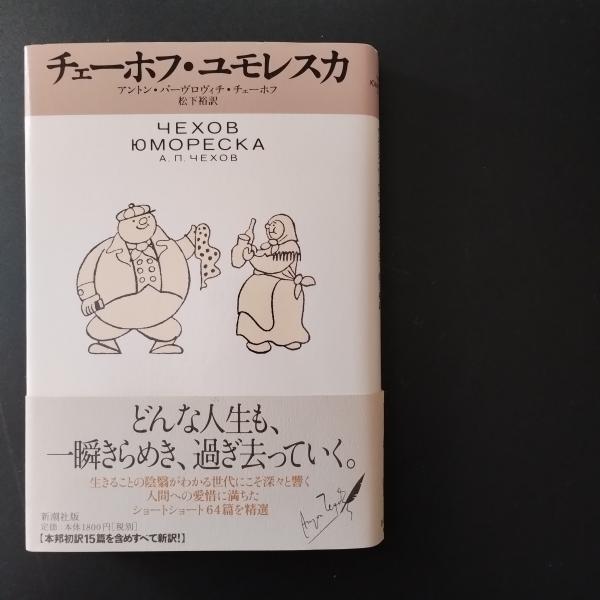 チェーホフ・ユモレスカ
アントン・パーヴロヴィチ・チェーホフ
松下裕訳
ЧЕХОВ
ЮМОРЕСКА
А. П. ЧЕХОВ
どんな人生も、
一瞬きらめき、過ぎ去っていく。
生きることの陰翳がわかる世代にこそ深々と響く
人間への愛惜に満ちた
ショートショート64篇を精選
新潮社版
定価:本体1800円[税別]
【本邦初訳15篇を含めすべて新訳!】